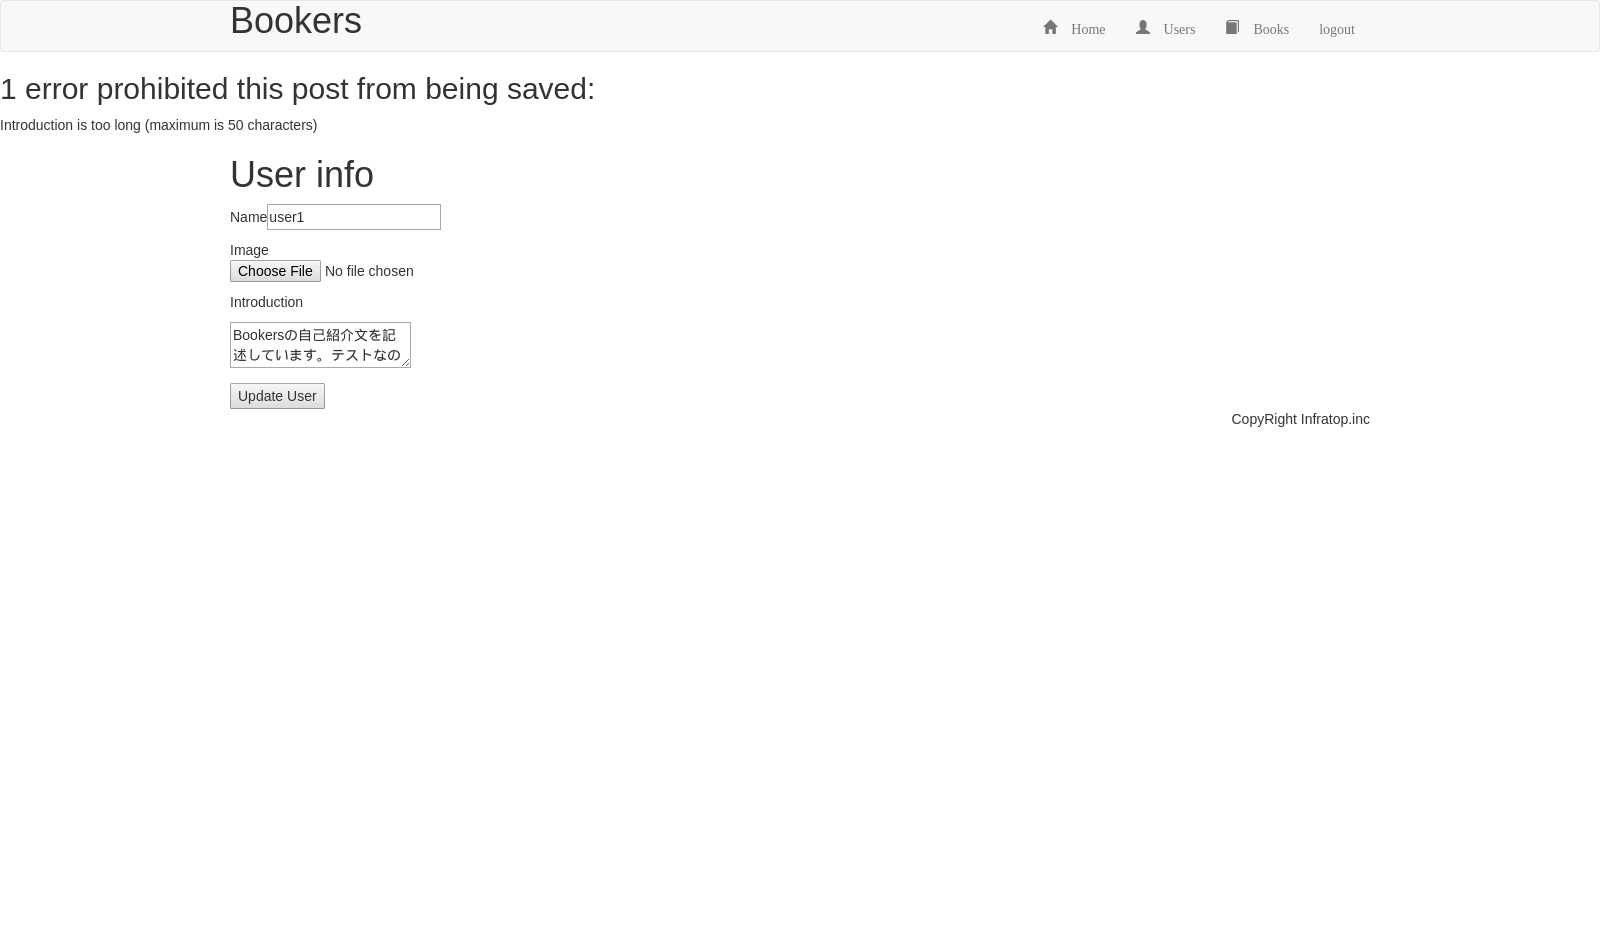 Bookers
Home Users Books logout
1 error prohibited this post from being saved:
Introduction is too long (maximum is 50 characters)
User info
Name user1
Image
Choose File No file chosen
Introduction
Bookersの自己紹介文を記
述しています。テストなの
Update User
CopyRight Infratop.inc